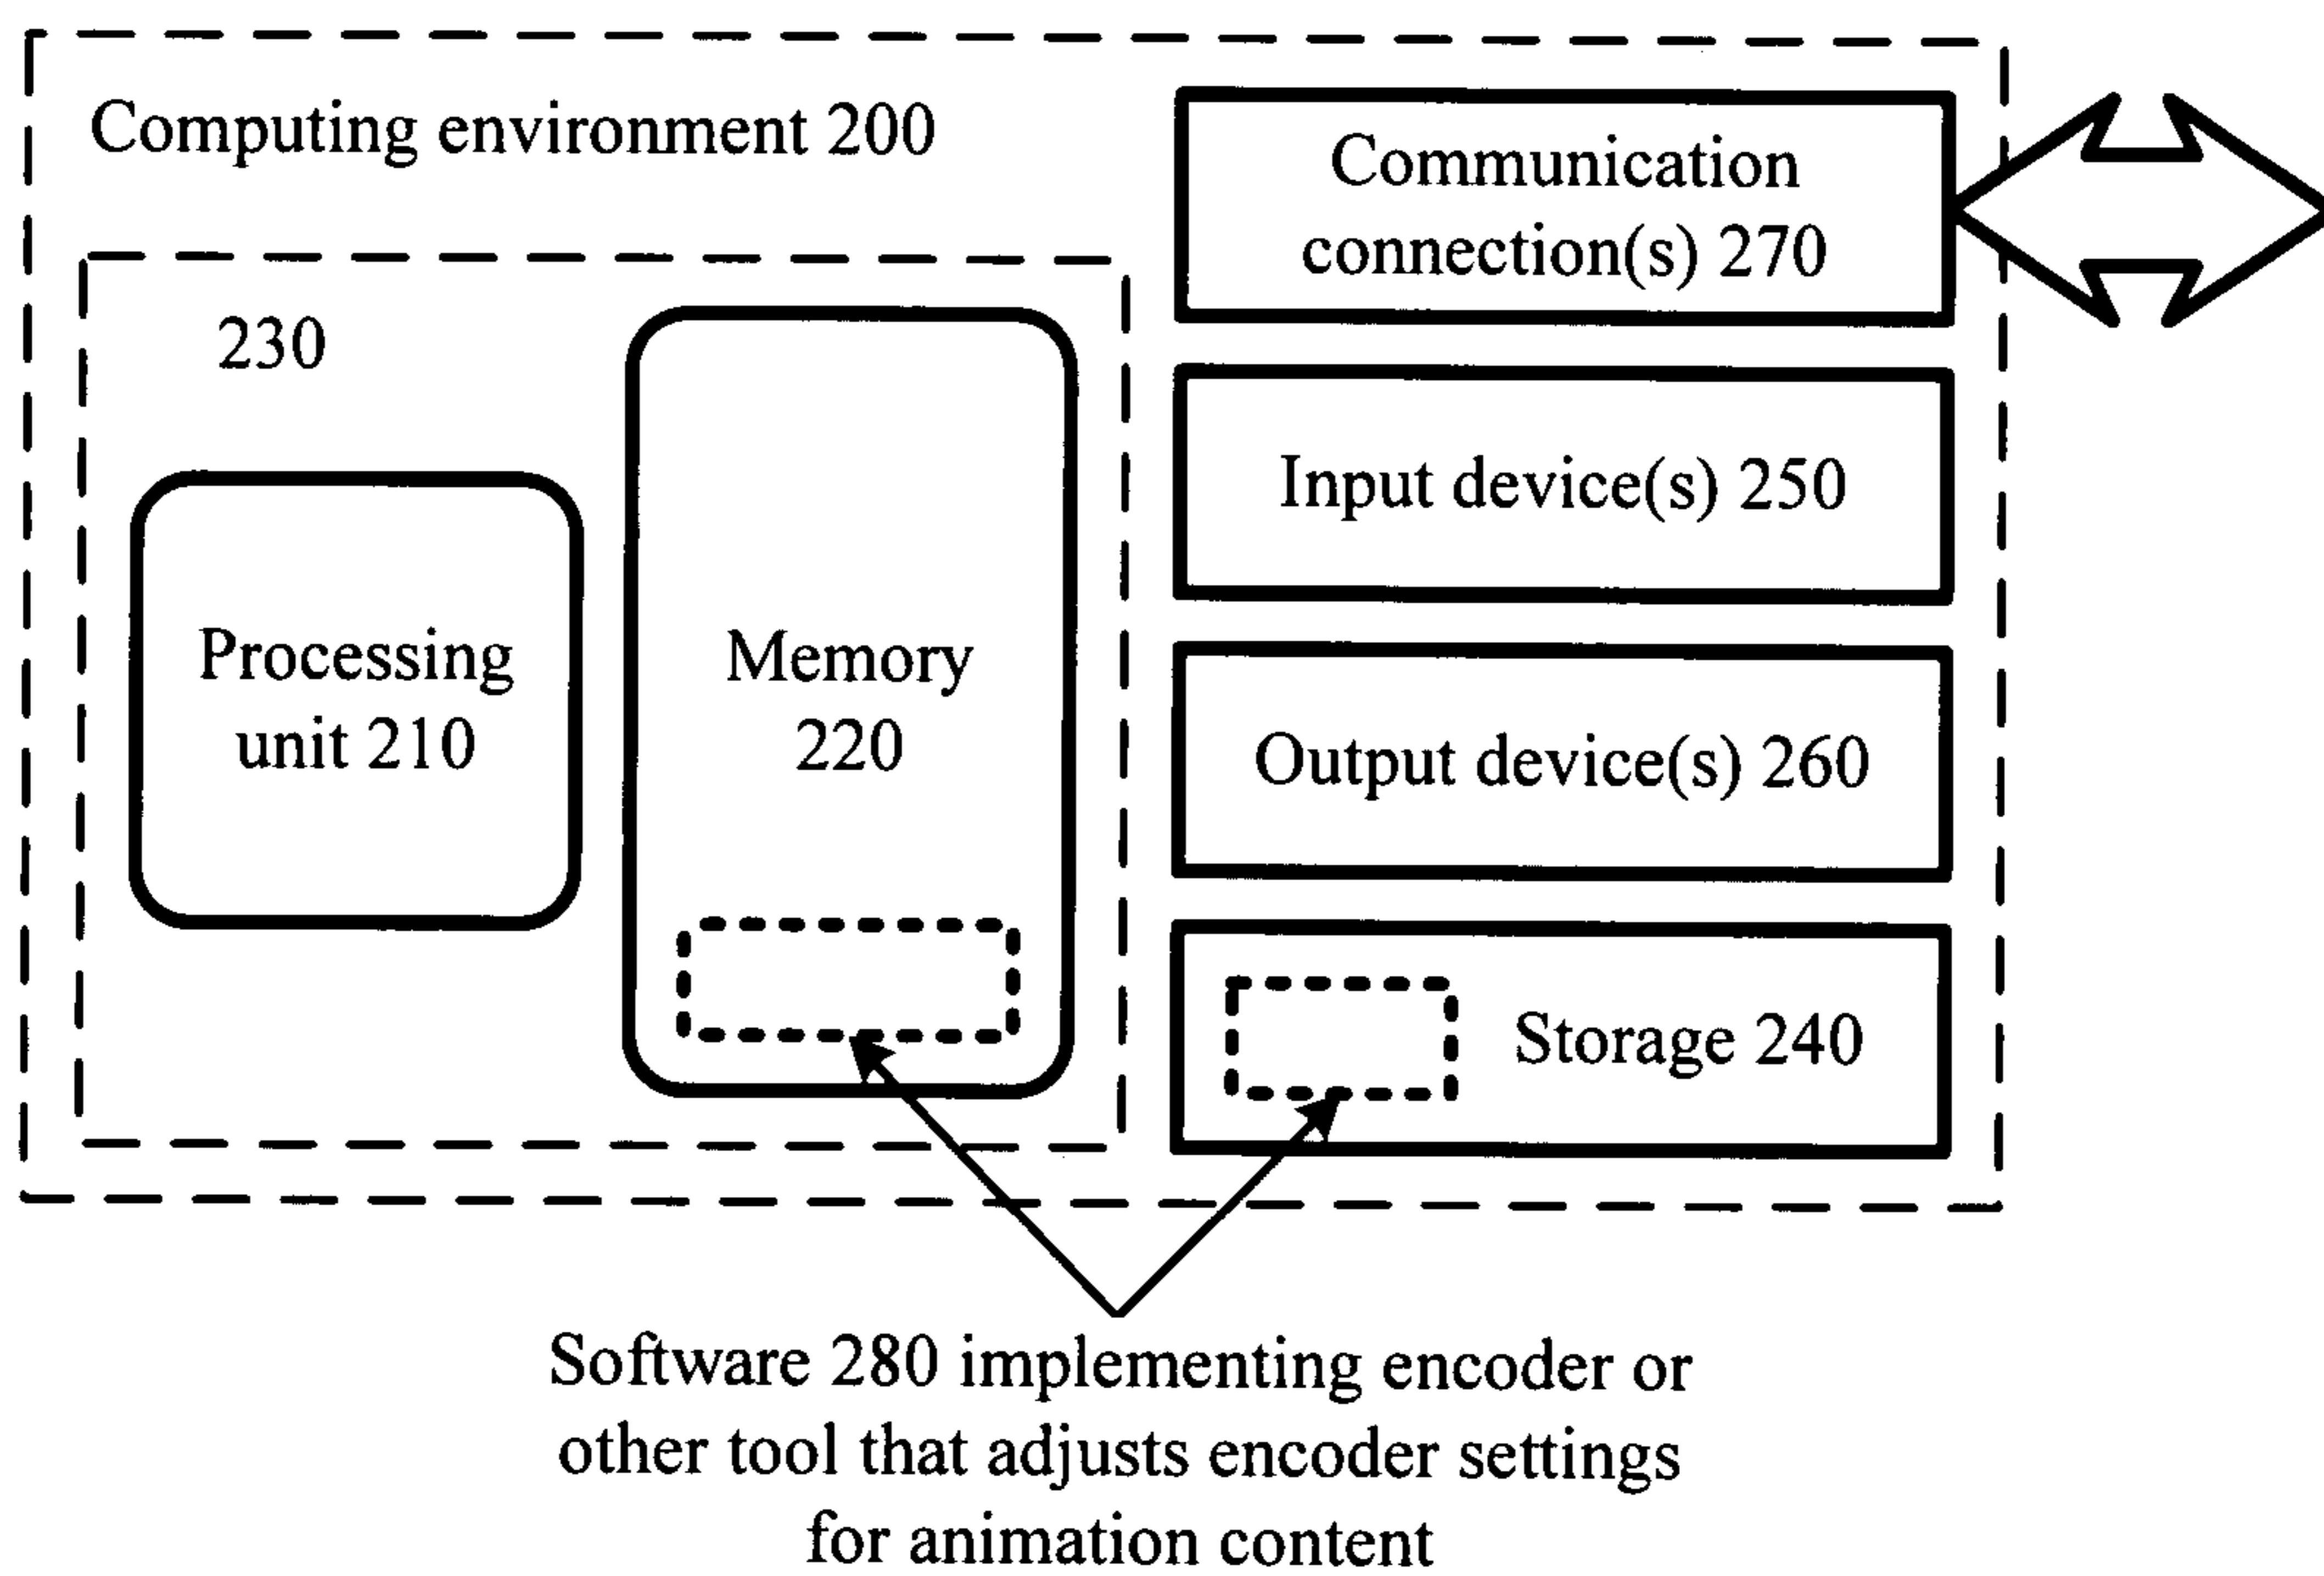 Computing environment 200
Communication
connection(s) 270
230
Input device(s) 250
Processing
unit 210
Memory
220
Output device(s) 260
Storage 240
Software 280 implementing encoder or
other tool that adjusts encoder settings
for animation content